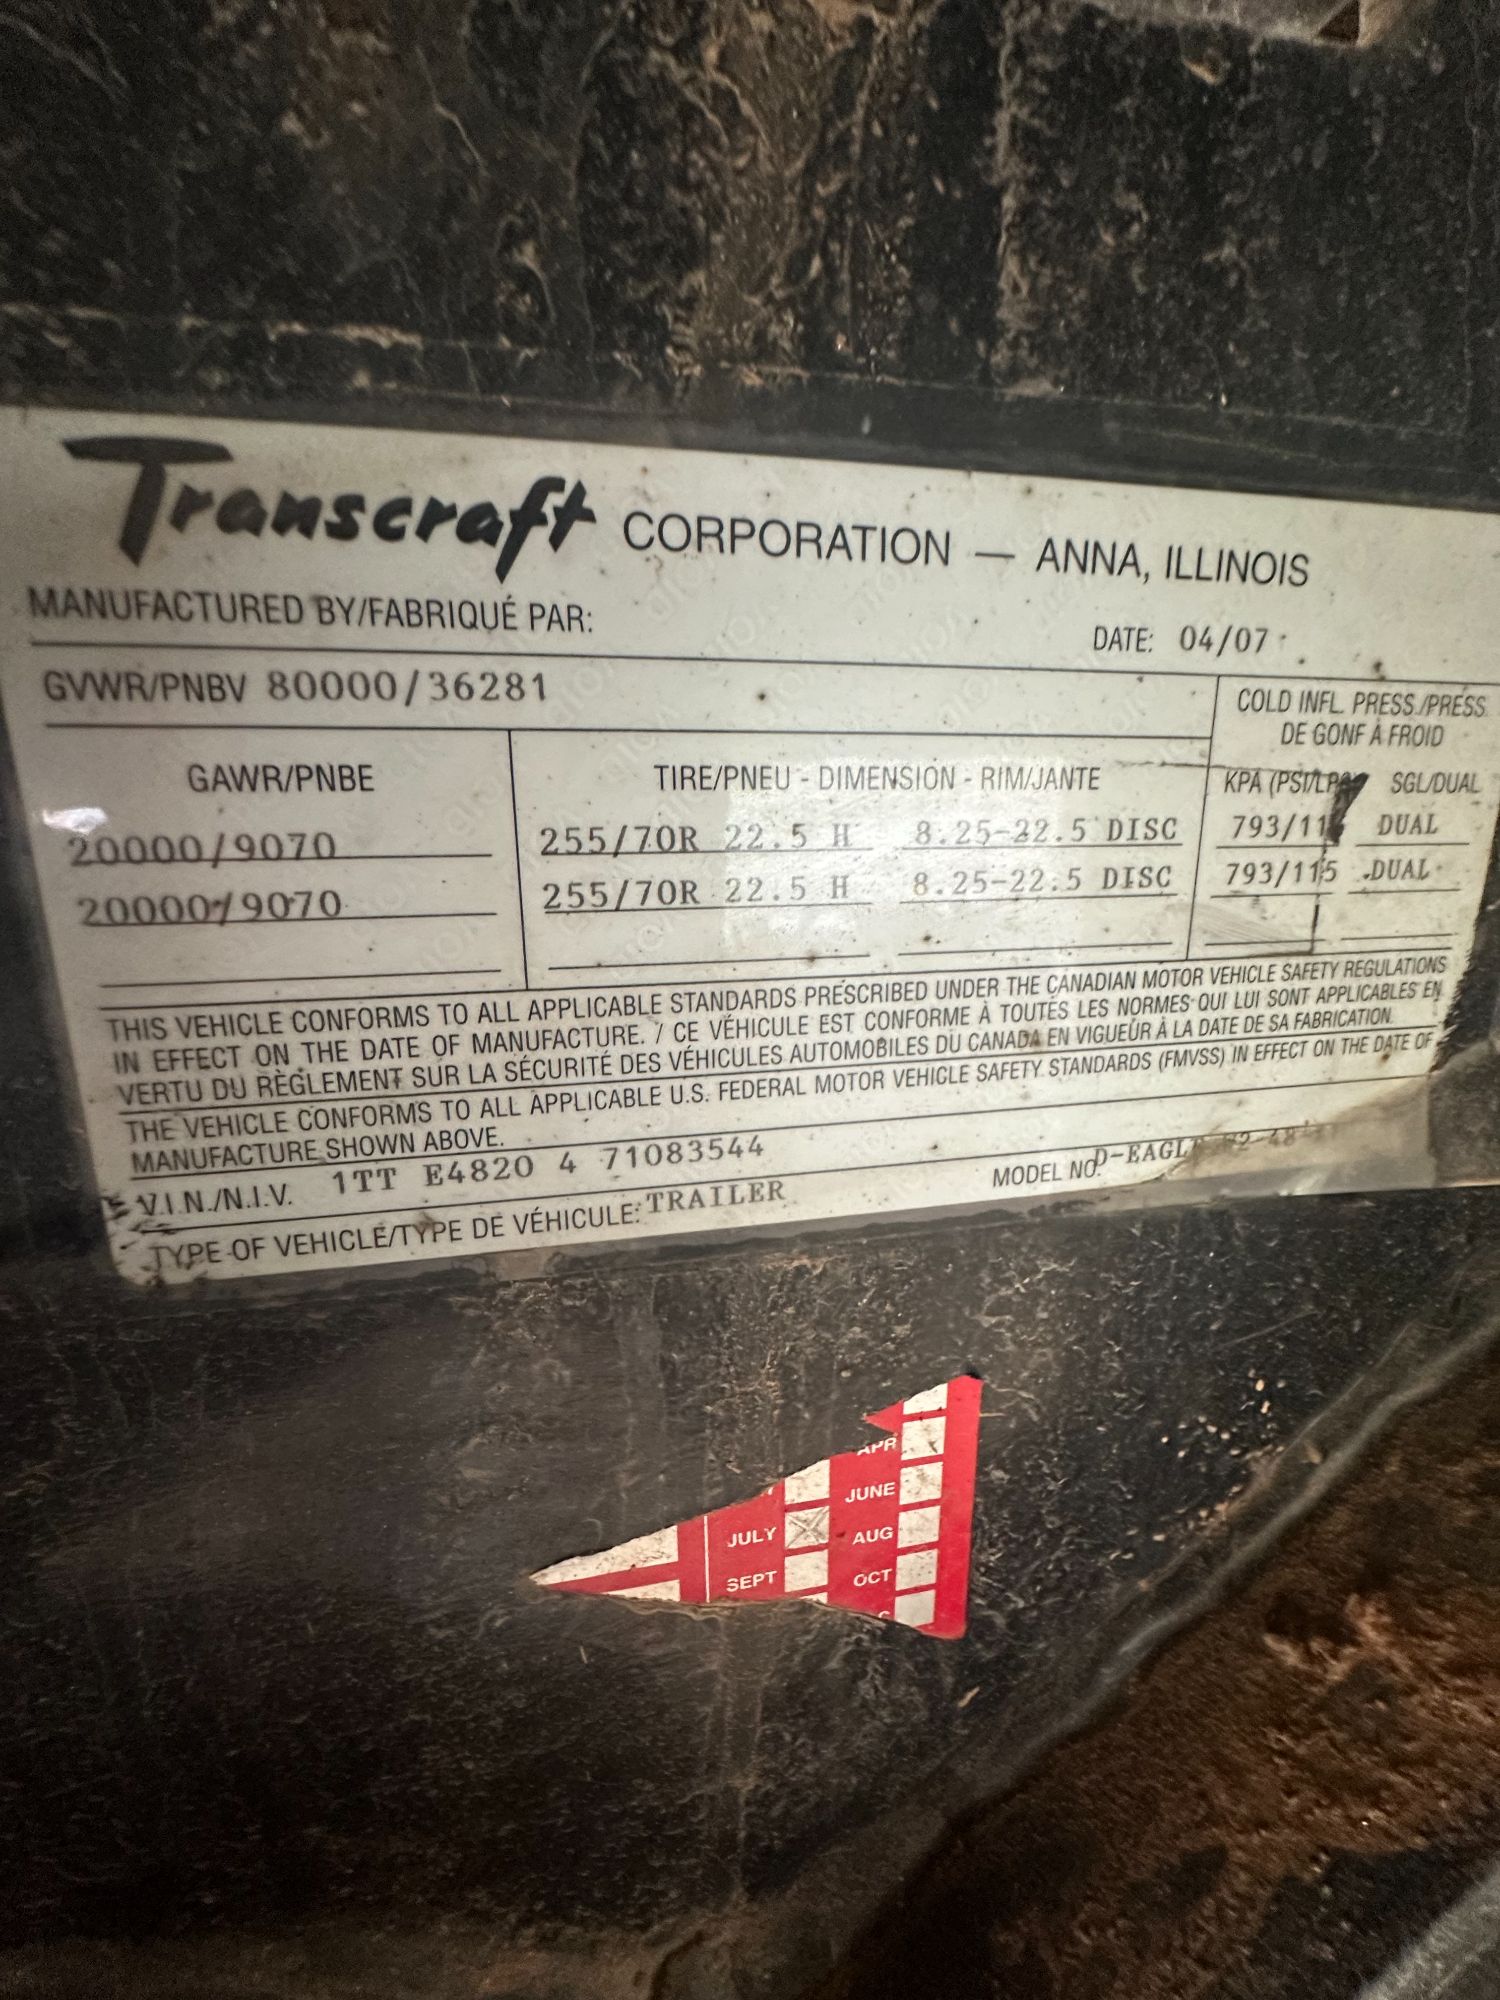 Transcraft CORPORATION — ANNA, ILLINOIS
MANUFACTURED BY/FABRIQUÉ PAR:
DATE: 04/07
GVWR/PNBV 80000/36281
COLD INFL. PRESS./PRESS.
DE GONF À FROID
GAWR/PNBE TIRE/PNEU - DIMENSION - RIM/JANTE KPA SGL/DUAL
20000/9070 255/70R 22.5 H 8.25-22.5 DISC DUAL
20000/9070 255/70R 22.5 H 8.25-22.5 DISC 793/115 DUAL
THIS VEHICLE CONFORMS TO ALL APPLICABLE STANDARDS PRESCRIBED UNDER THE CANADIAN MOTOR VEHICLE SAFETY REGULATIONS
IN EFFECT ON THE DATE OF MANUFACTURE. / CE VÉHICULE EST CONFORME À TOUTES LES NORMES QUI LUI SONT APPLICABLES EN
VERTU DU RÈGLEMENT SUR LA SÉCURITÉ DES VÉHICULES AUTOMOBILES DU CANADA EN VIGUEUR À LA DATE DE SA FABRICATION.
THE VEHICLE CONFORMS TO ALL APPLICABLE U.S. FEDERAL MOTOR VEHICLE SAFETY STANDARDS (FMVSS) IN EFFECT ON THE DATE OF
MANUFACTURE SHOWN ABOVE.
V.I.N./N.I.V. 1TT E4820 4 71083544
MODEL NO.
TYPE OF VEHICLE/TYPE DE VÉHICULE: TRAILER
APR
JUNE
JULY AUG
SEPT OCT